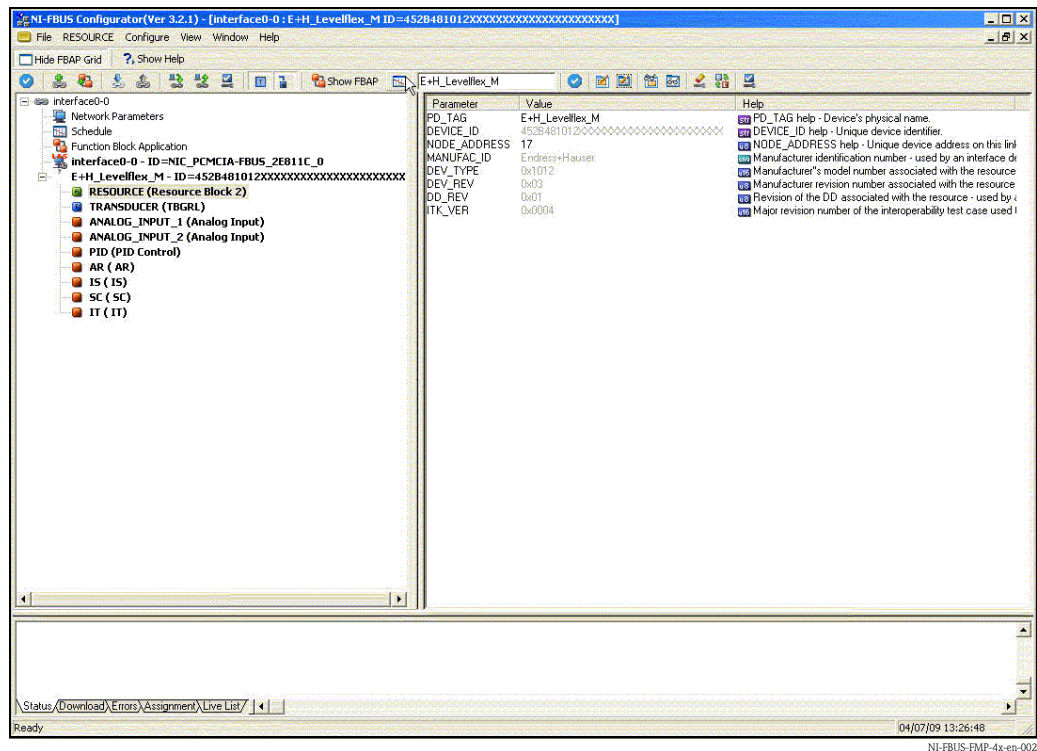 NI-FBUS Configurator(Ver 3.2.1) - [interface0-0 : E+H_Levelflex_M ID=452B481012XXXXXXXXXXXXXXXXXXXXXX]
File RESOURCE Configure View Window Help
Hide FBAP Grid ?, Show Help
Show FBAP E+H_Levelflex_M
interface0-0
Network Parameters
Schedule
Function Block Application
interface0-0 - ID=NIC_PCMCIA-FBUS_2E811C_0
E+H_Levelflex_M - ID=452B481012XXXXXXXXXXXXXXXXXXXXXX
RESOURCE (Resource Block 2)
TRANSDUCER (TBGRL)
ANALOG_INPUT_1 (Analog Input)
ANALOG_INPUT_2 (Analog Input)
PID (PID Control)
AR ( AR)
IS ( IS)
SC ( SC)
IT ( IT)
Parameter Value Help
PD_TAG E+H_Levelflex_M PD_TAG help - Device's physical name.
DEVICE_ID 452B481012XXXXXXXXXXXXXXXXXXXXXX DEVICE_ID help - Unique device identifier.
NODE_ADDRESS 17 NODE_ADDRESS help - Unique device address on this link
MANUFAC_ID Endress+Hauser Manufacturer identification number - used by an interface de
DEV_TYPE 0x1012 Manufacturer"s model number associated with the resource
DEV_REV 0x03 Manufacturer revision number associated with the resource
DD_REV 0x01 Revision of the DD associated with the resource - used by
ITK_VER 0x0004 Major revision number of the interoperability test case used
Status Download Errors Assignment Live List
Ready 04/07/09 13:26:48
NI-FBUS-FMP-4x-en-002